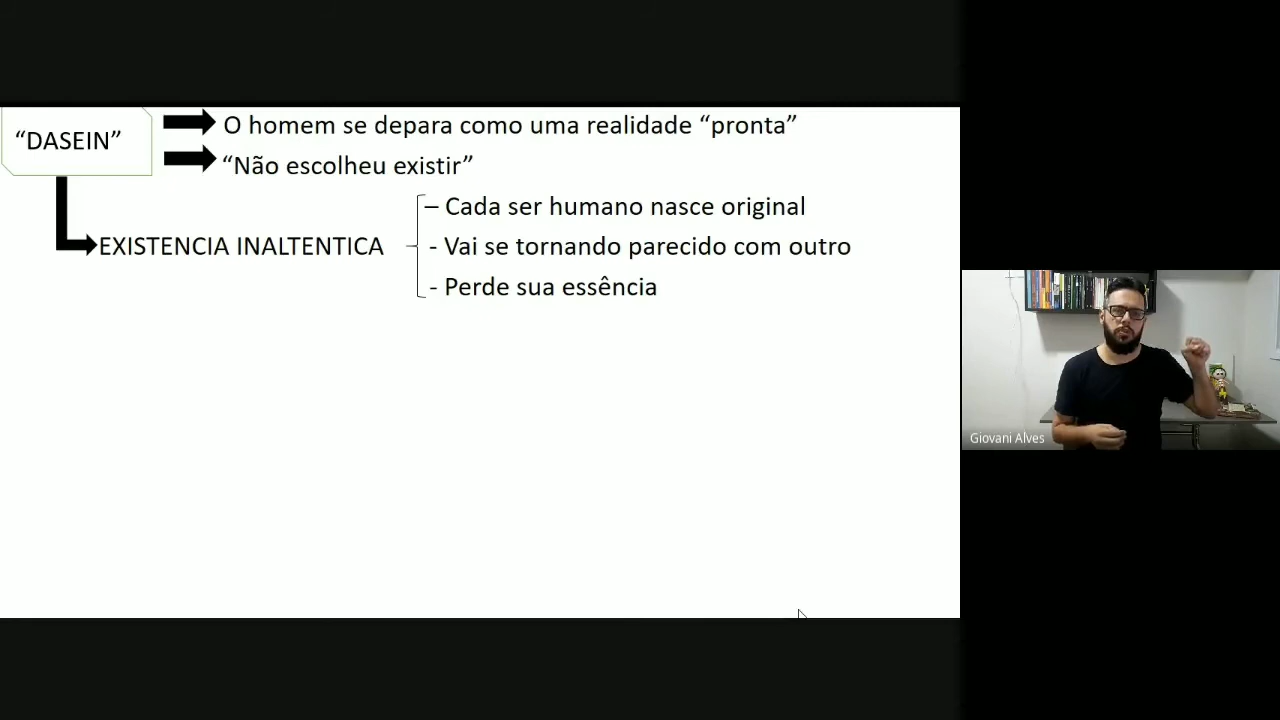 “DASEIN”
O homem se depara como uma realidade “pronta”
“Não escolheu existir”
– Cada ser humano nasce original
EXISTENCIA INALTENTICA
- Vai se tornando parecido com outro
- Perde sua essência
Giovani Alves